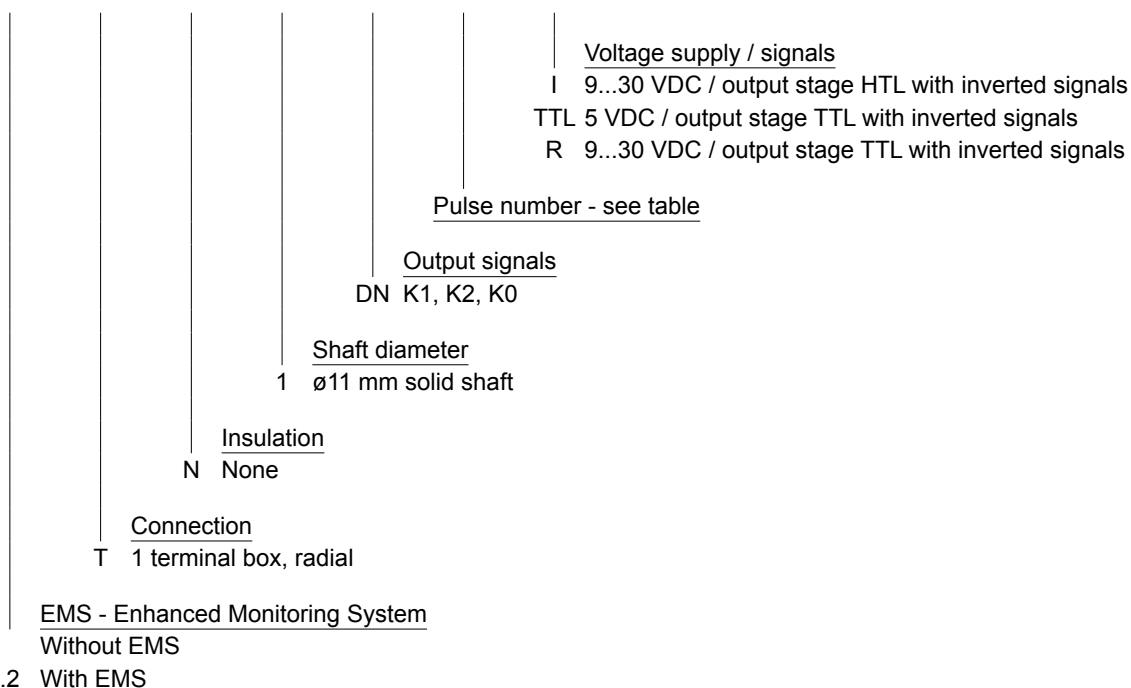 Voltage supply / signals
I 9...30 VDC / output stage HTL with inverted signals
TTL 5 VDC / output stage TTL with inverted signals
R 9...30 VDC / output stage TTL with inverted signals
Pulse number - see table
Output signals
DN K1, K2, K0
Shaft diameter
1 ø11 mm solid shaft
Insulation
N None
Connection
T 1 terminal box, radial
EMS - Enhanced Monitoring System
Without EMS
.2 With EMS